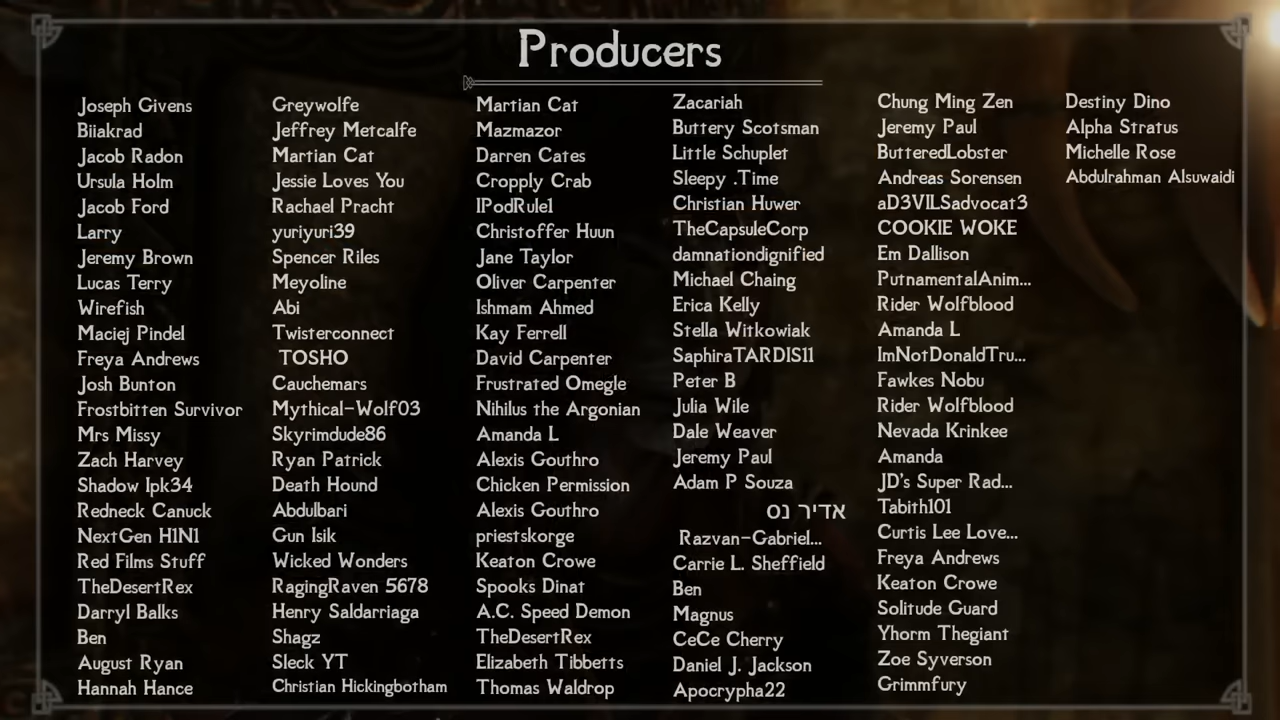 Producers
Joseph Givens
Biiakrad
Jacob Radon
Ursula Holm
Jacob Ford
Larry
Jeremy Brown
Lucas Terry
Wirefish
Maciej Pindel
Freya Andrews
Josh Bunton
Frostbitten Survivor
Mrs Missy
Zach Harvey
Shadow Ipk34
Redneck Canuck
NextGen H1N1
Red Films Stuff
TheDesertRex
Darryl Balks
Ben
August Ryan
Hannah Hance
Greywolfe
Jeffrey Metcalfe
Martian Cat
Jessie Loves You
Rachael Pracht
yuriyuri39
Spencer Riles
Meyoline
Abi
Twisterconnect
TOSHO
Cauchemars
Mythical-Wolf03
Skyrimdude86
Ryan Patrick
Death Hound
Abdulbari
Gun Isik
Wicked Wonders
RagingRaven 5678
Henry Saldarriaga
Shagz
Sleck YT
Christian Hickingbotham
Martian Cat
Mazmazor
Darren Cates
Cropply Crab
IPodRule1
Christoffer Huun
Jane Taylor
Oliver Carpenter
Ishmam Ahmed
Kay Ferrell
David Carpenter
Frustrated Omegle
Nihilus the Argonian
Amanda L
Alexis Gouthro
Chicken Permission
Alexis Gouthro
priestskorge
Keaton Crowe
Spooks Dinat
A.C. Speed Demon
TheDesertRex
Elizabeth Tibbetts
Thomas Waldrop
Zacariah
Buttery Scotsman
Little Schuplet
Sleepy .Time
Christian Huwer
TheCapsuleCorp
damnationdignified
Michael Chaing
Erica Kelly
Stella Witkowiak
SaphiraTARDIS11
Peter B
Julia Wile
Dale Weaver
Jeremy Paul
Adam P Souza
אדיר נס
Razvan-Gabriel...
Carrie L. Sheffield
Ben
Magnus
CeCe Cherry
Daniel J. Jackson
Apocrypha22
Chung Ming Zen
Jeremy Paul
ButteredLobster
Andreas Sorensen
aD3VILSadvocat3
COOKIE WOKE
Em Dallison
PutnamentalAnim...
Rider Wolfblood
Amanda L
ImNotDonaldTru...
Fawkes Nobu
Rider Wolfblood
Nevada Krinkee
Amanda
JD's Super Rad...
Tabith101
Curtis Lee Love...
Freya Andrews
Keaton Crowe
Solitude Guard
Yhorm Thegiant
Zoe Syverson
Grimmfury
Destiny Dino
Alpha Stratus
Michelle Rose
Abdulrahman Alsuwaidi